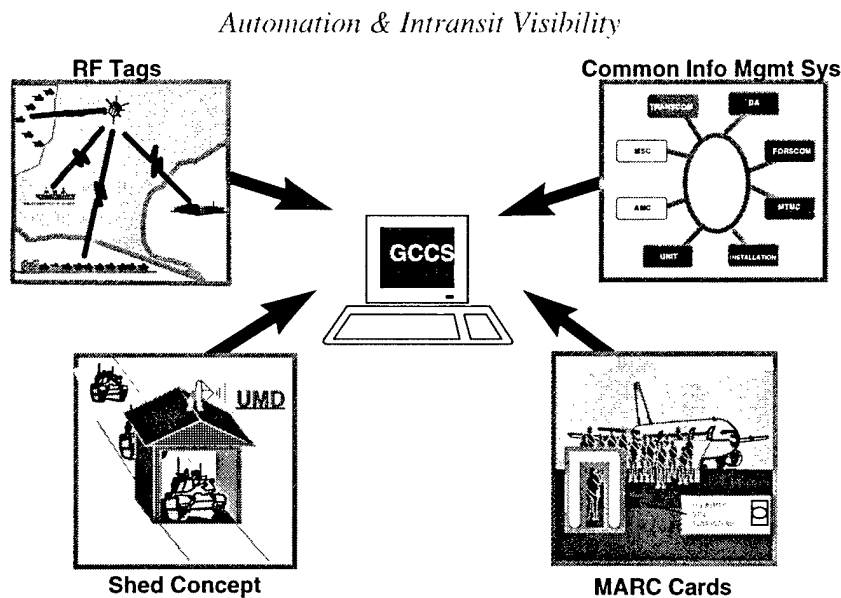 Automation & Intransit Visibility
RF Tags
Common Info Mgmt Sys
DA
MSC
FORSCOM
AMC
MTMC
UNIT
INSTALLATION
GCCS
UMD
Shed Concept
MARC Cards